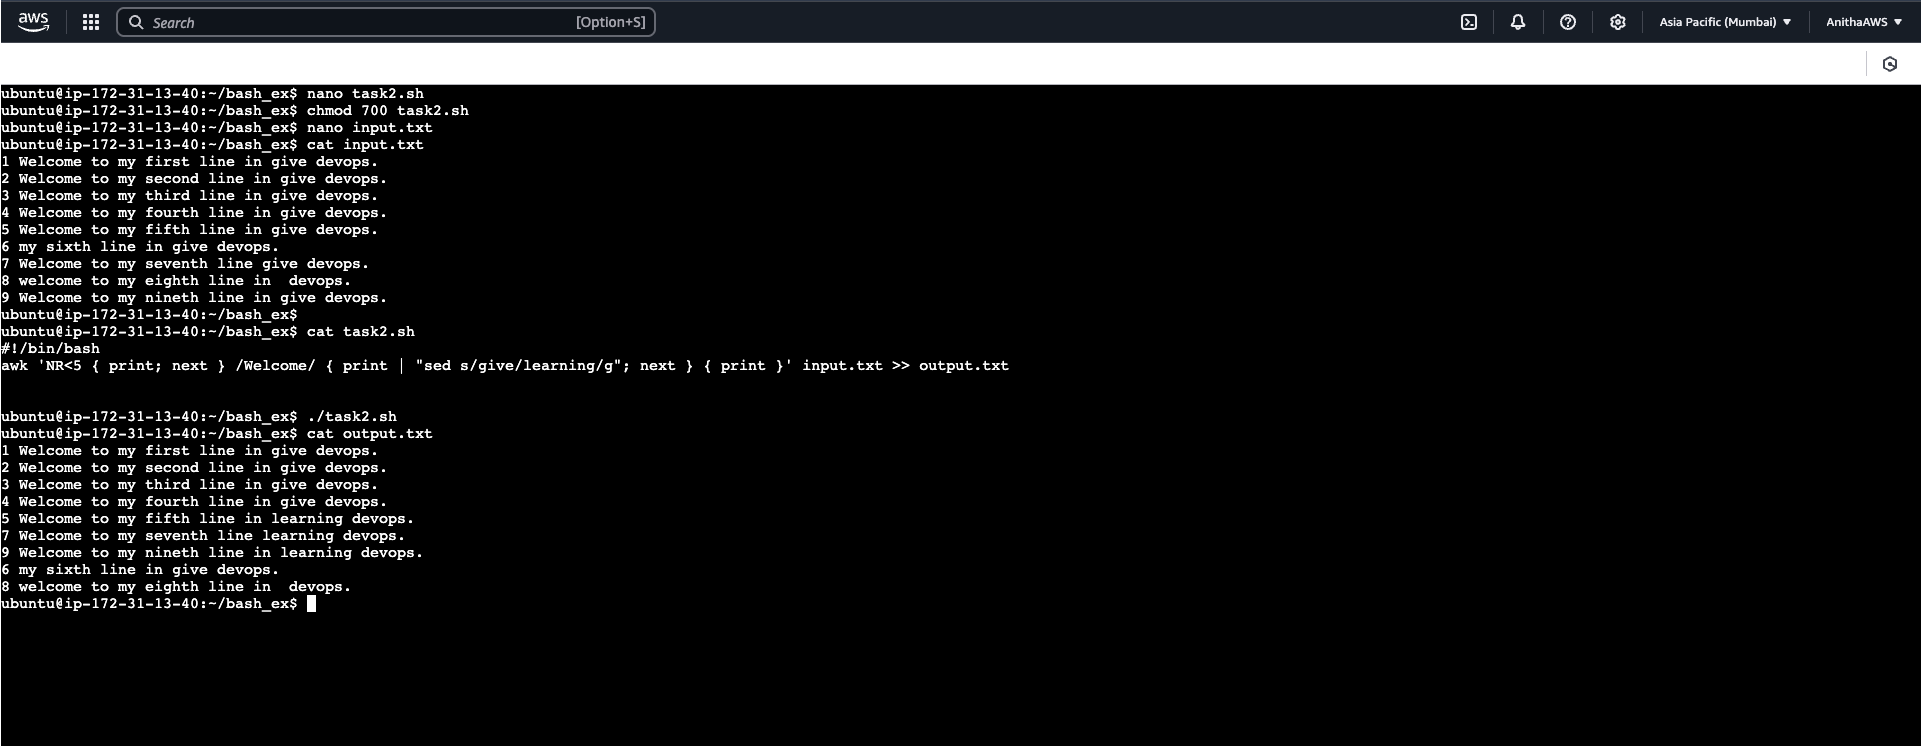 aws
Search [Option+S]
Asia Pacific (Mumbai) AnithaAWS
ubuntu@ip-172-31-13-40:~/bash_ex$ nano task2.sh
ubuntu@ip-172-31-13-40:~/bash_ex$ chmod 700 task2.sh
ubuntu@ip-172-31-13-40:~/bash_ex$ nano input.txt
ubuntu@ip-172-31-13-40:~/bash_ex$ cat input.txt
1 Welcome to my first line in give devops.
2 Welcome to my second line in give devops.
3 Welcome to my third line in give devops.
4 Welcome to my fourth line in give devops.
5 Welcome to my fifth line in give devops.
6 my sixth line in give devops.
7 Welcome to my seventh line give devops.
8 welcome to my eighth line in  devops.
9 Welcome to my nineth line in give devops.
ubuntu@ip-172-31-13-40:~/bash_ex$
ubuntu@ip-172-31-13-40:~/bash_ex$ cat task2.sh
#!/bin/bash
awk 'NR<5 { print; next } /Welcome/ { print | "sed s/give/learning/g"; next } { print }' input.txt >> output.txt
ubuntu@ip-172-31-13-40:~/bash_ex$ ./task2.sh
ubuntu@ip-172-31-13-40:~/bash_ex$ cat output.txt
1 Welcome to my first line in give devops.
2 Welcome to my second line in give devops.
3 Welcome to my third line in give devops.
4 Welcome to my fourth line in give devops.
5 Welcome to my fifth line in learning devops.
7 Welcome to my seventh line learning devops.
9 Welcome to my nineth line in learning devops.
6 my sixth line in give devops.
8 welcome to my eighth line in  devops.
ubuntu@ip-172-31-13-40:~/bash_ex$